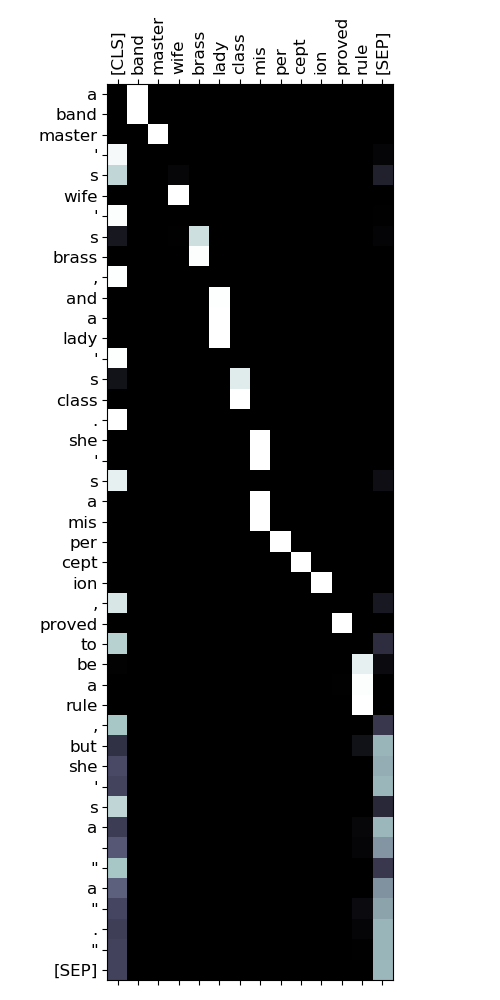 [CLS]
band
master
wife
brass
lady
class
mis
per
cept
ion
proved
rule
[SEP]
a
band
master
'
s
wife
'
s
brass
,
and
a
lady
'
s
class
.
she
'
s
a
mis
per
cept
ion
,
proved
to
be
a
rule
,
but
she
'
s
a
"
a
"
.
"
[SEP]